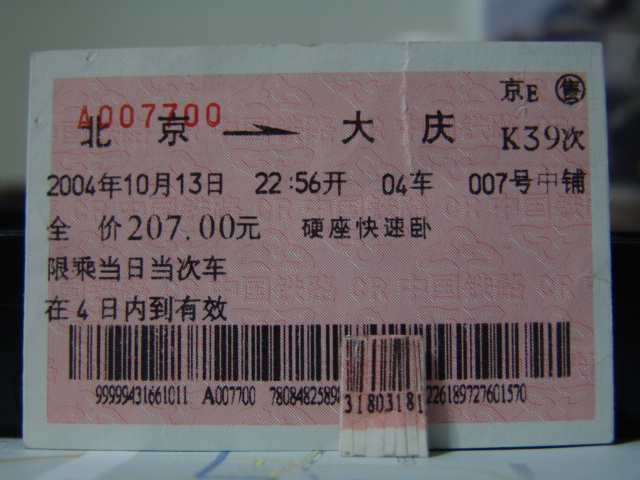 京E 售
A007700
北 京 → 大 庆 K39次
2004年10月13日 22:56开 04车 007号中铺
全 价207.00元 硬座快速卧
限乘当日当次车
在4日内到有效
99999431661011 A007700 7808482589
3180318
226189727601570